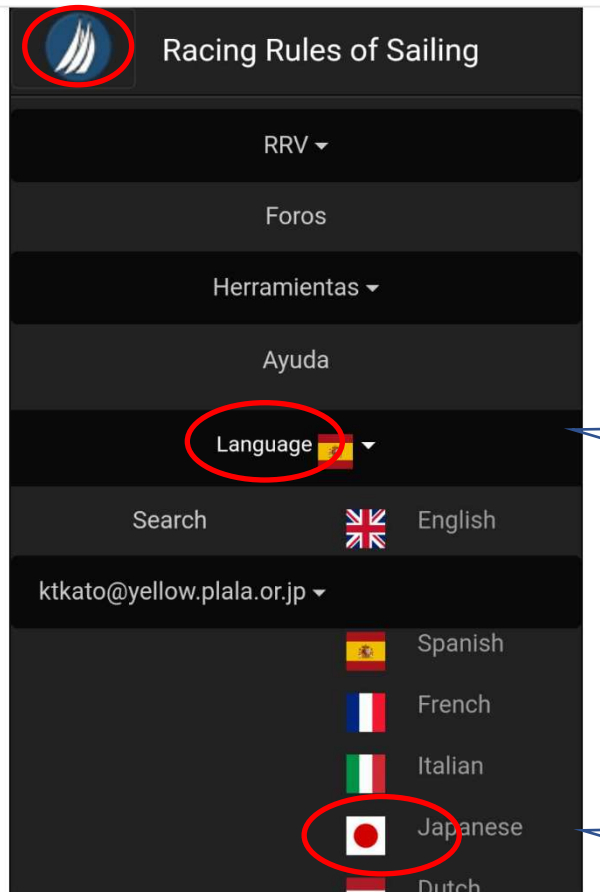 Racing Rules of Sailing
RRV
Foros
Herramientas
Ayuda
Language
Search English
ktkato@yellow.plala.or.jp
Spanish
French
Italian
Japanese
Dutch